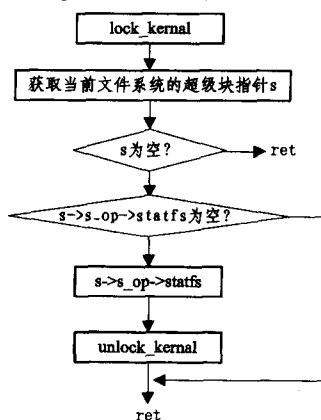 lock_kernal
获取当前文件系统的超级块指针s
s为空?
ret
s->s_op->statfs为空?
s->s_op->statfs
unlock_kernal
ret